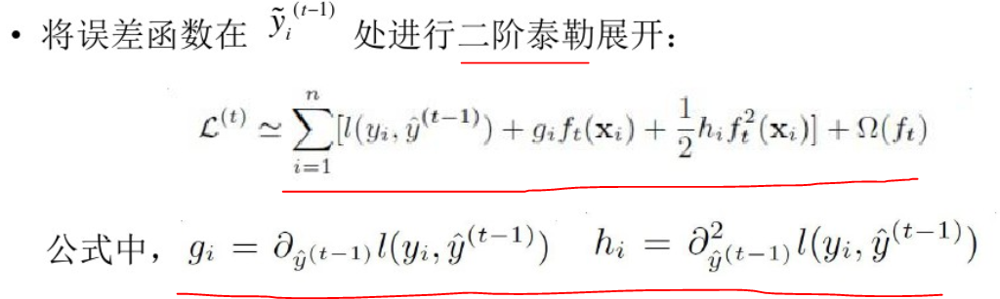 • 将误差函数在 $\tilde{y}_i^{(t-1)}$ 处进行二阶泰勒展开：
$\mathcal{L}^{(t)} \simeq \sum_{i=1}^{n} [l(y_i, \hat{y}^{(t-1)}) + g_i f_t(\mathbf{x}_i) + \frac{1}{2} h_i f_t^2(\mathbf{x}_i)] + \Omega(f_t)$
公式中，$g_i = \partial_{\hat{y}^{(t-1)}} l(y_i, \hat{y}^{(t-1)})$ $h_i = \partial^2_{\hat{y}^{(t-1)}} l(y_i, \hat{y}^{(t-1)})$